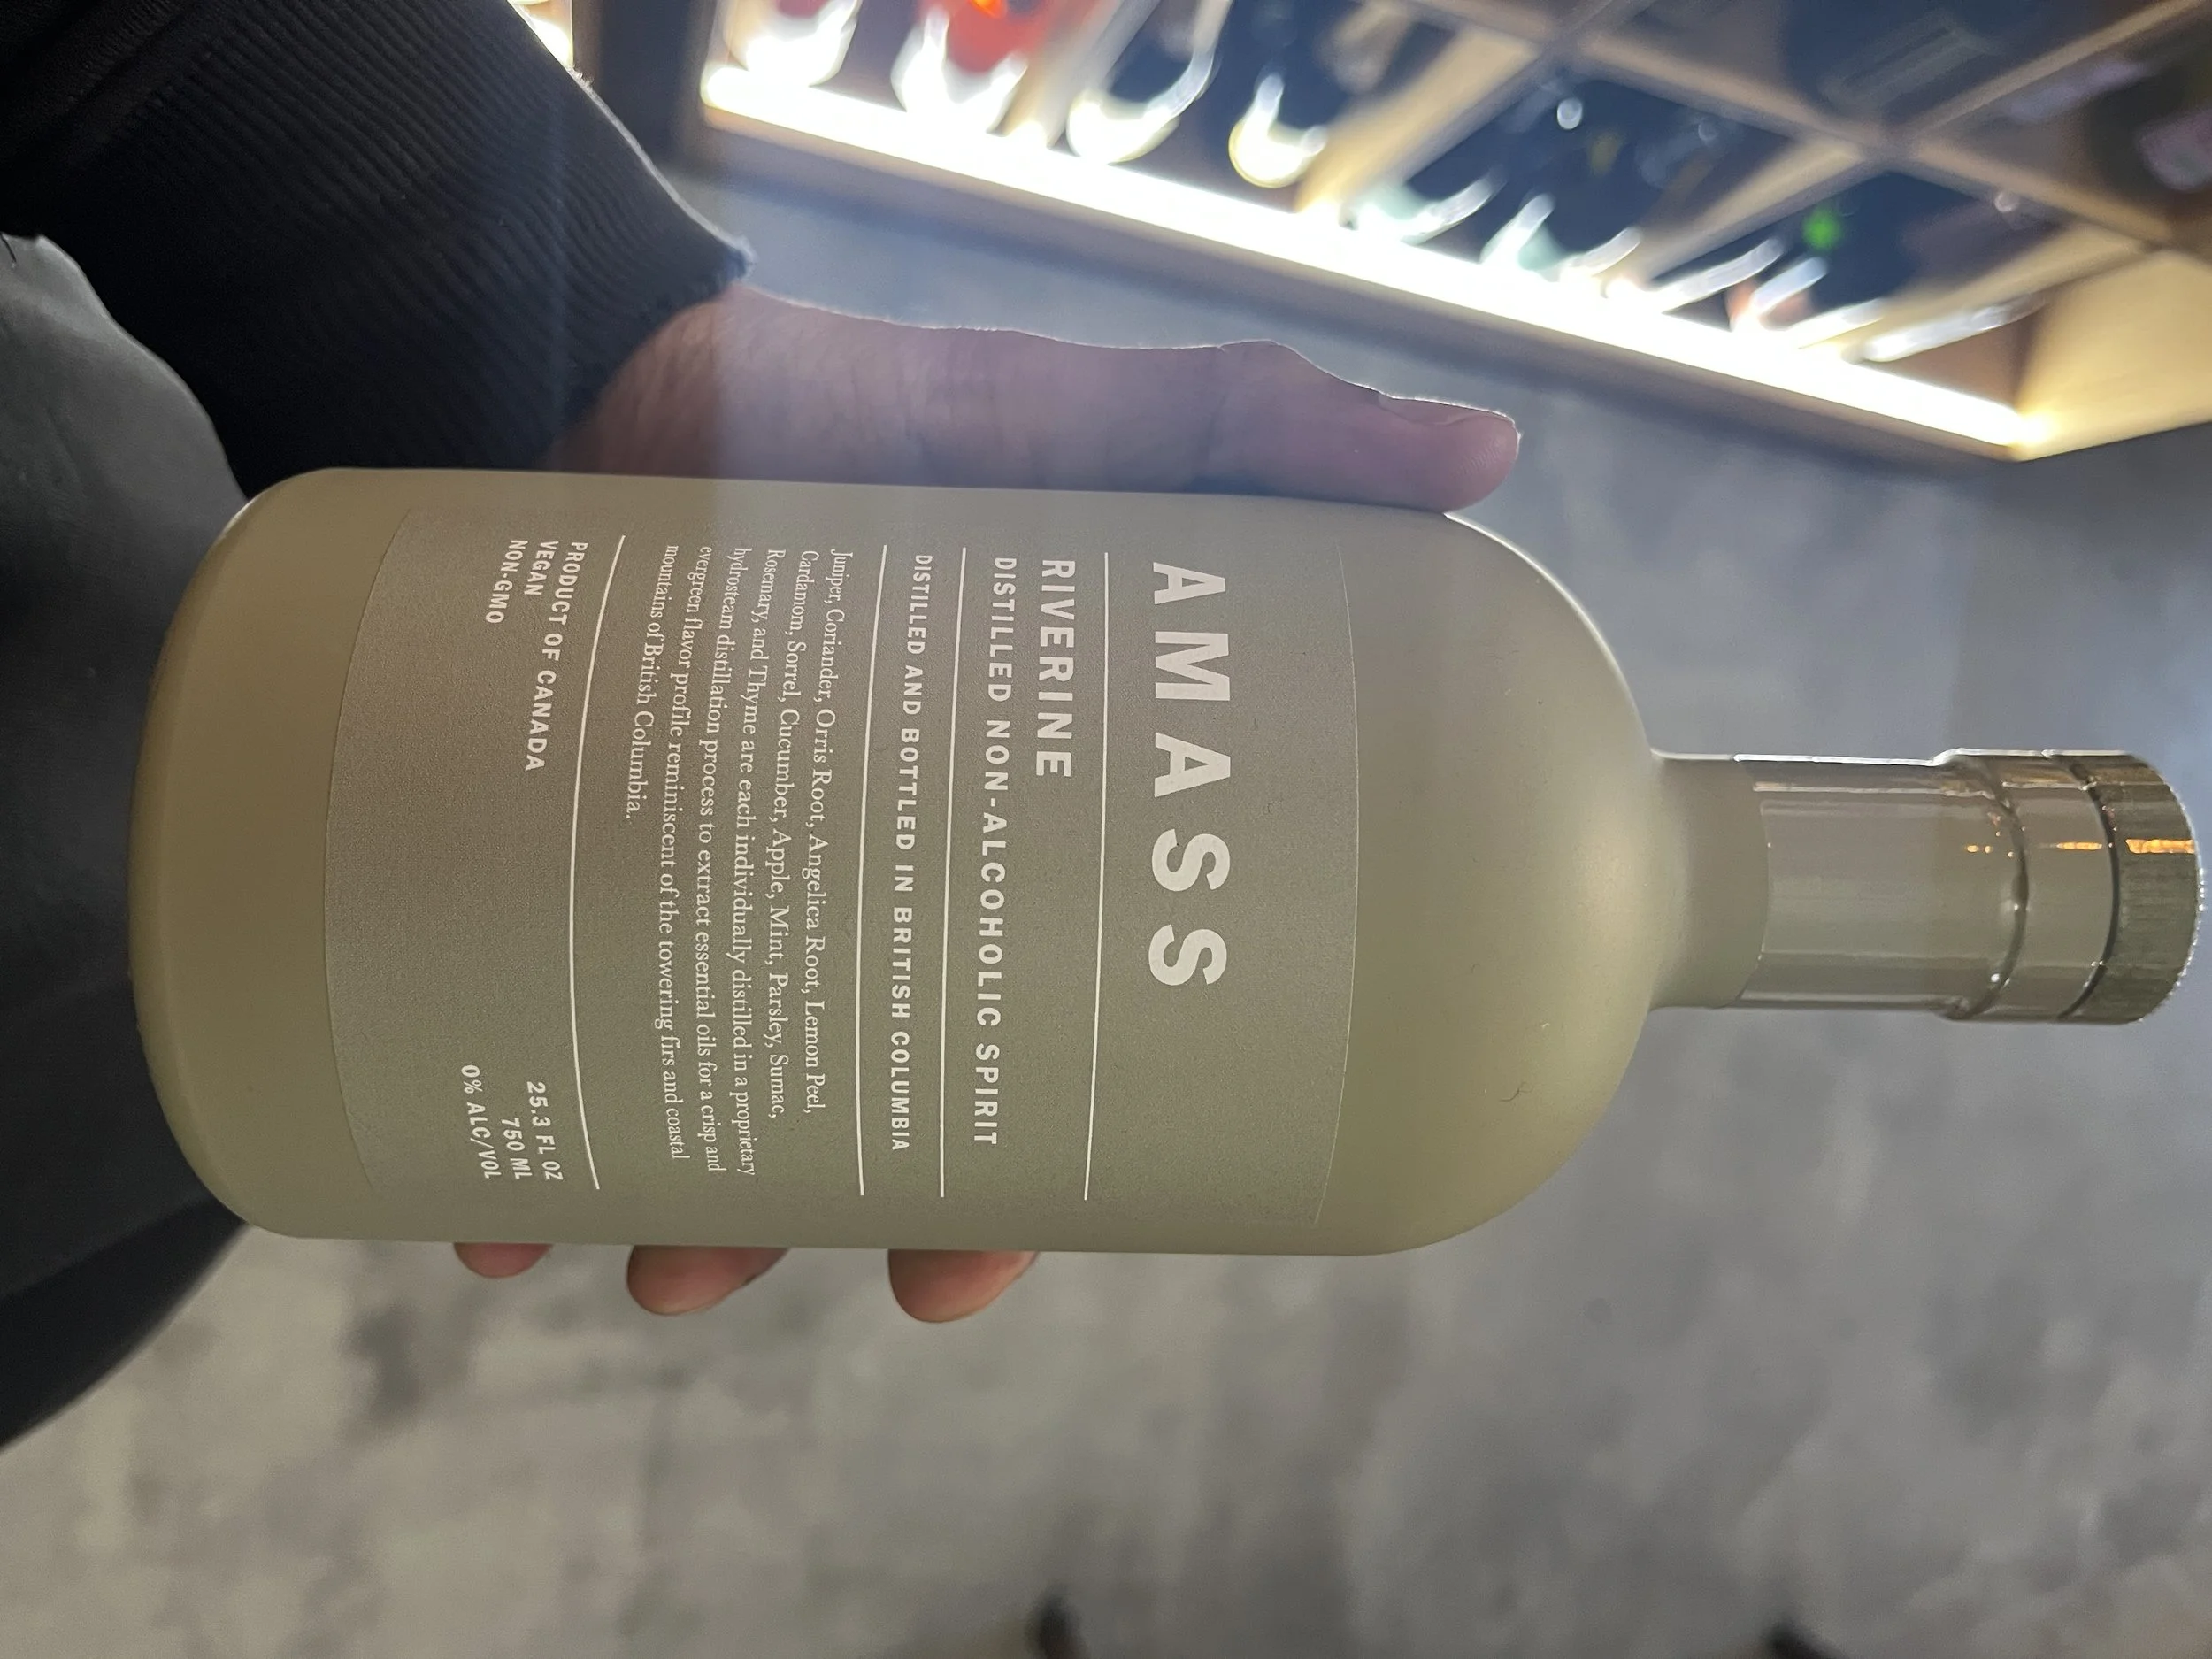 AMASS
RIVERINE
DISTILLED NON-ALCOHOLIC SPIRIT
DISTILLED AND BOTTLED IN BRITISH COLUMBIA
Juniper, Coriander, Orris Root, Angelica Root, Lemon Peel,
Cardamom, Sorrel, Cucumber, Apple, Mint, Parsley, Sumac,
Rosemary, and Thyme are each individually distilled in a proprietary
hydrosteam distillation process to extract essential oils for a crisp and
evergreen flavor profile reminiscent of the towering firs and coastal
mountains of British Columbia.
PRODUCT OF CANADA
VEGAN
NON-GMO
25.3 FL OZ
750 ML
0% ALC/VOL